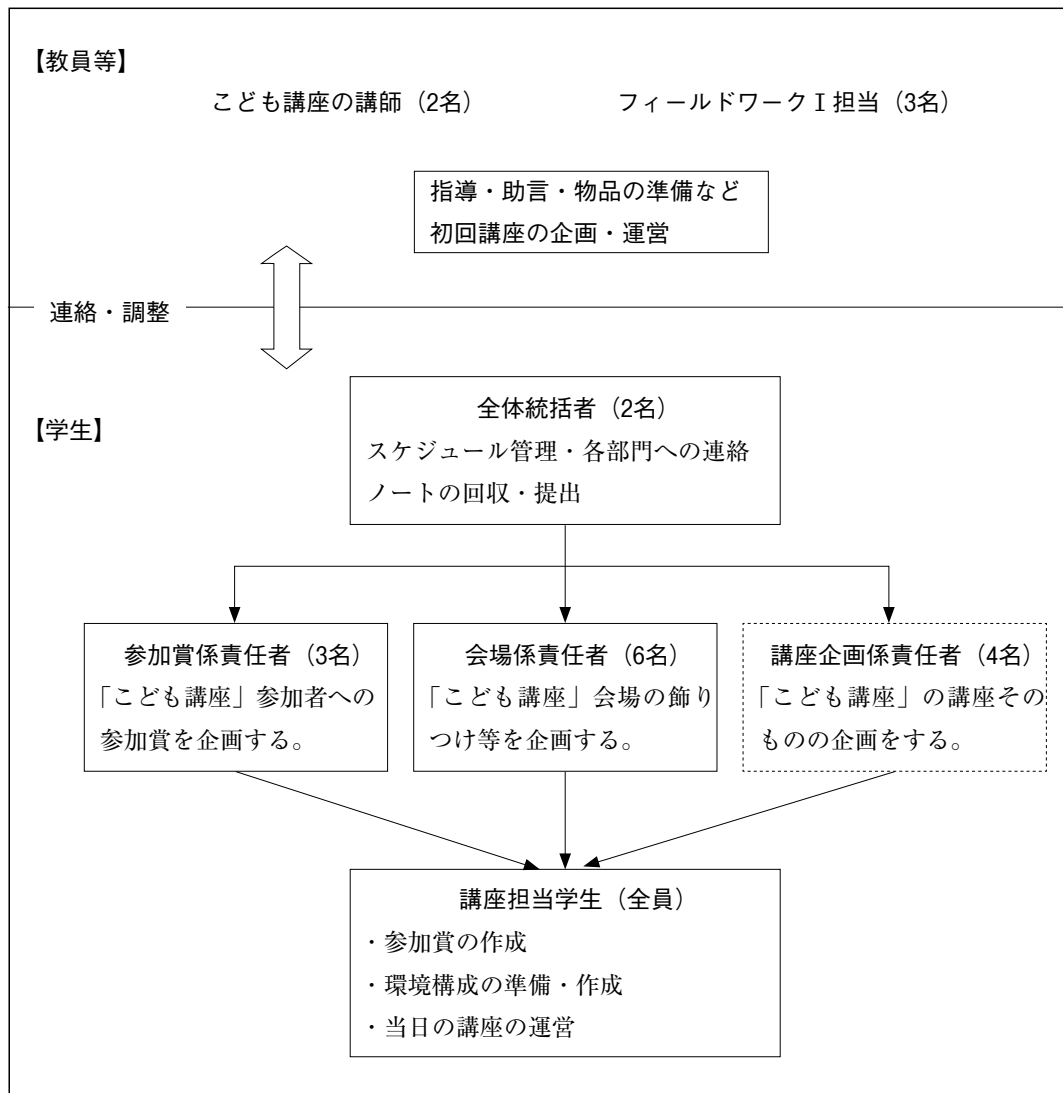 【教員等】
こども講座の講師（2名）
フィールドワークⅠ担当（3名）
指導・助言・物品の準備など
初回講座の企画・運営
連絡・調整
【学生】
全体統括者（2名）
スケジュール管理・各部門への連絡
ノートの回収・提出
参加賞係責任者（3名）
「こども講座」参加者への
参加賞を企画する。
会場係責任者（6名）
「こども講座」会場の飾り
つけ等を企画する。
講座企画係責任者（4名）
「こども講座」の講座その
ものの企画をする。
講座担当学生（全員）
・参加賞の作成
・環境構成の準備・作成
・当日の講座の運営